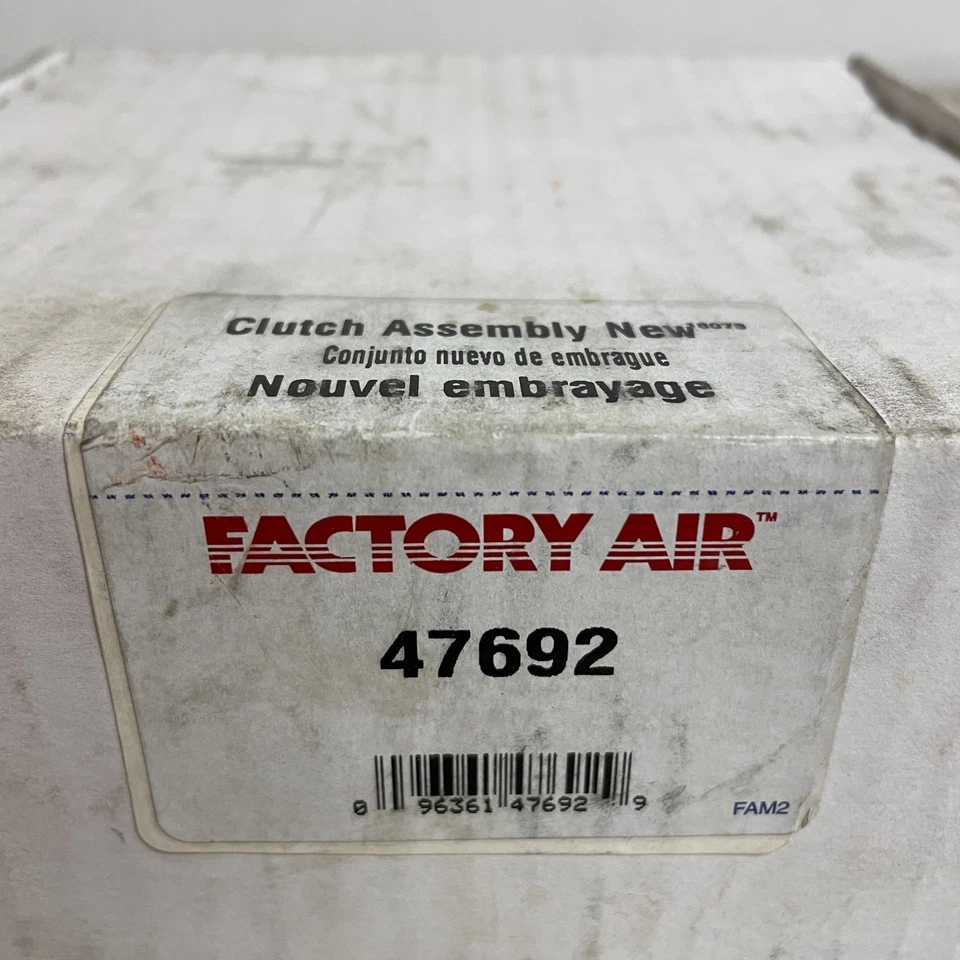 Clutch Assembly New
Conjunto nuevo de embrague
Nouvel embrayage
FACTORY AIR™
47692
0 96361 47692 9
FAM2